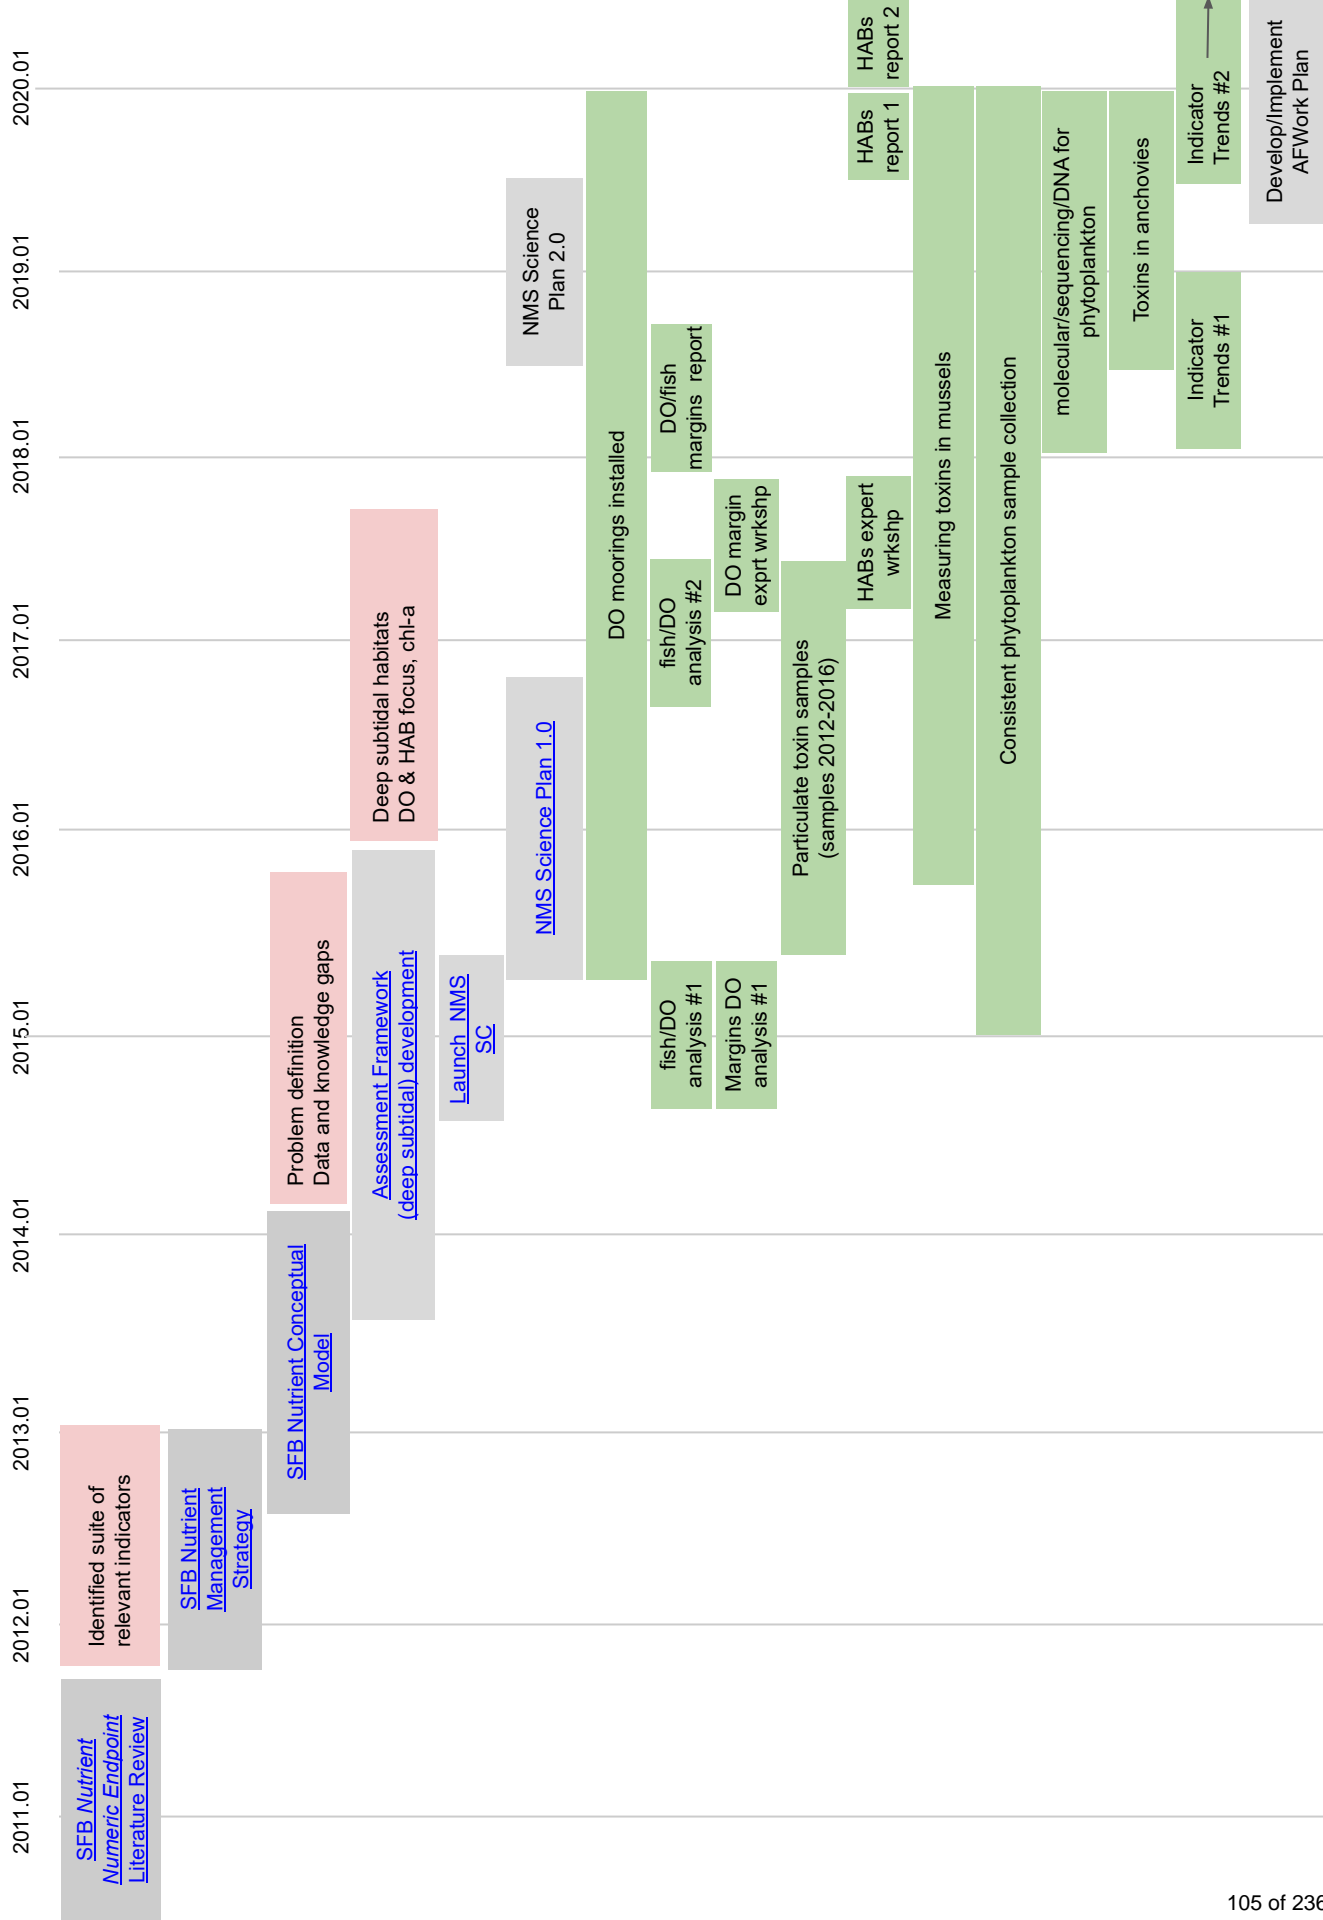 2011.01
2012.01
2013.01
2014.01
2015.01
2016.01
2017.01
2018.01
2019.01
2020.01
SFB Nutrient
Numeric Endpoint
Literature Review
Identified suite of
relevant indicators
SFB Nutrient
Management
Strategy
SFB Nutrient Conceptual
Model
Problem definition
Data and knowledge gaps
Assessment Framework
(deep subtidal) development
Deep subtidal habitats
DO & HAB focus, chl-a
Launch NMS
SC
NMS Science Plan 1.0
NMS Science
Plan 2.0
DO moorings installed
fish/DO
analysis #1
fish/DO
analysis #2
DO/fish
margins report
Margins DO
analysis #1
DO margin
exprt wrkshp
Particulate toxin samples
(samples 2012-2016)
HABs expert
wrkshp
HABs
report 1
HABs
report 2
Measuring toxins in mussels
Consistent phytoplankton sample collection
molecular/sequencing/DNA for
phytoplankton
Toxins in anchovies
Indicator
Trends #1
Indicator
Trends #2
Develop/Implement
AFWork Plan
105 of 236